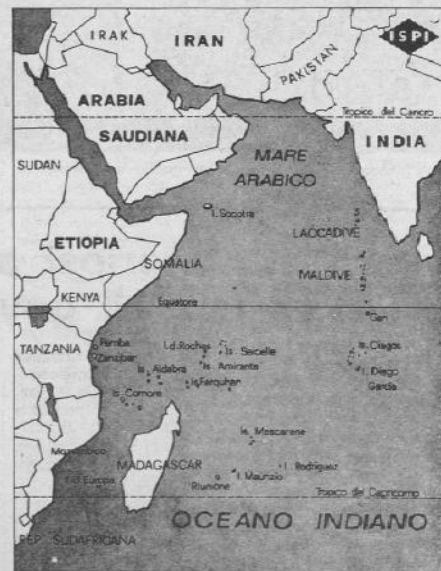 IRAK
IRAN
ISPI
PAKISTAN
ARABIA
SAUDIANA
Tropico del Cancro
INDIA
MARE
ARABICO
SUDAN
I. Socotra
LACCADIVE
ETIOPIA
SOMALIA
MALDIVE
KENYA
Equatore
Gan
TANZANIA
Pemba
Zanzibar
I.d. Roches
Is. Seicelle
Is. Ciagos
Is. Aldabra
Is. Amirante
I. Diego
Garcia
Is. Farquhar
Is. Comore
Is. Mascarene
Mozambico
MADAGASCAR
I. Rodriguez
I. Maurizio
Riunione
I.d. Europa
Tropico del Capricorno
OCEANO INDIANO
REP. SUDAFRICANA